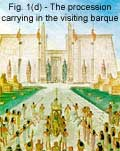 Fig. 1(d) - The procession
carrying in the visiting barque